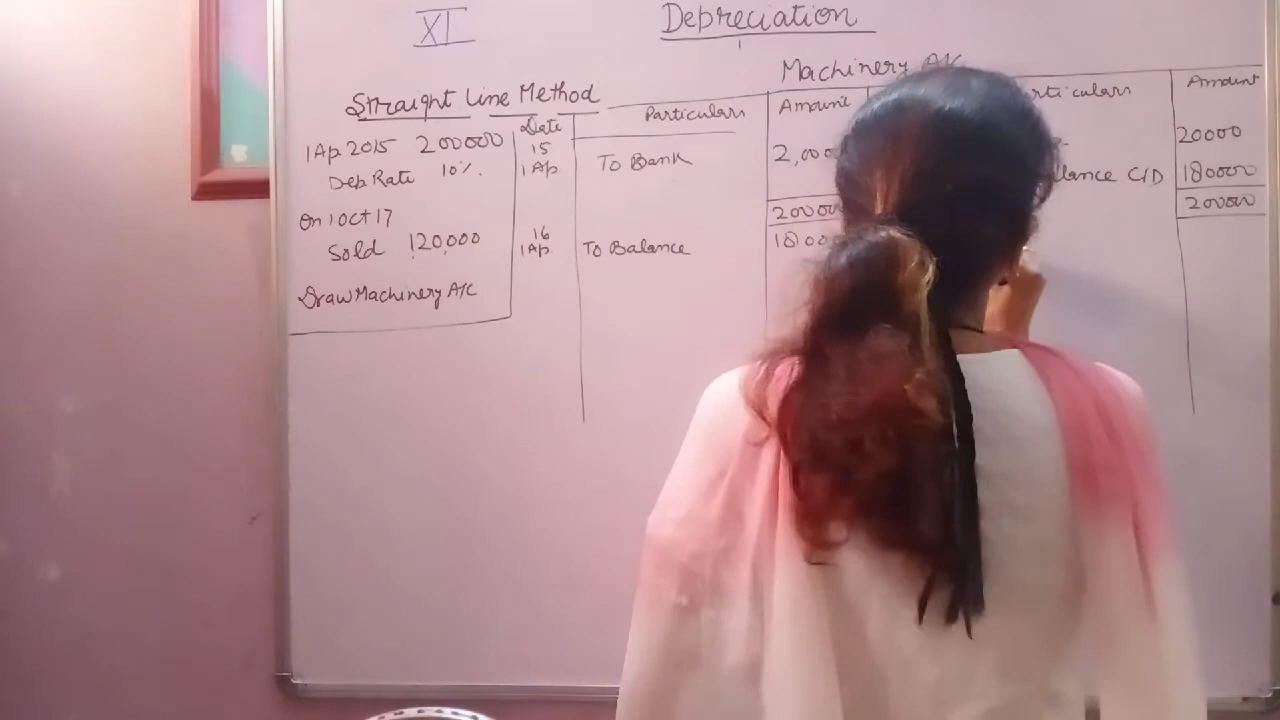 XI
Depreciation
Straight Line Method
1 Ap 2015 200000
Dep Rate 10%.
On 1 Oct 17
Sold 120,000
Draw Machinery A/C
Machinery A/C
Date Particulars Amount Amount
15
1 Ap To Bank 20000
C/D 180000
200000 200000
16
1 Ap To Balance